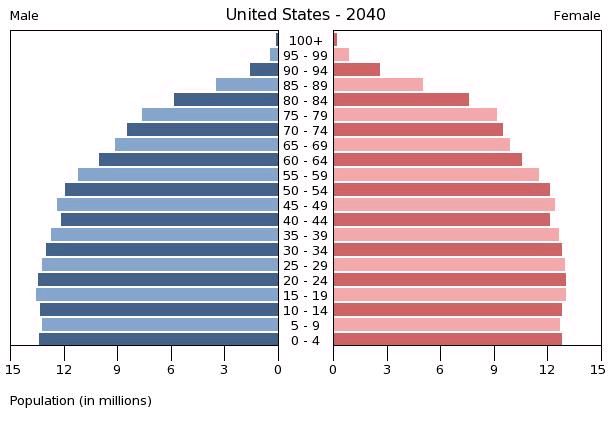 Male United States - 2040 Female
100+
95 - 99
90 - 94
85 - 89
80 - 84
75 - 79
70 - 74
65 - 69
60 - 64
55 - 59
50 - 54
45 - 49
40 - 44
35 - 39
30 - 34
25 - 29
20 - 24
15 - 19
10 - 14
5 - 9
0 - 4
15 12 9 6 3 0 0 3 6 9 12 15
Population (in millions)